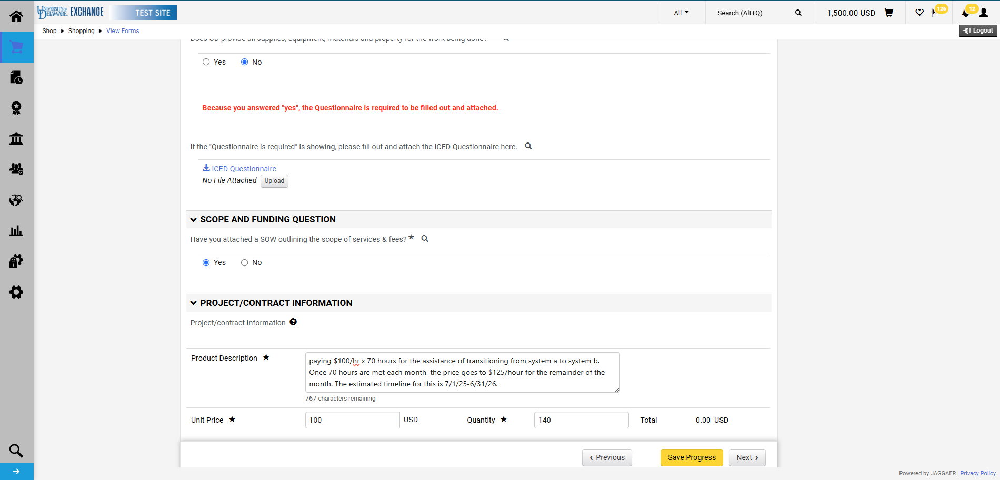 UNIVERSITY OF DELAWARE EXCHANGE TEST SITE All Search (Alt+Q) 1,500.00 USD 126 12
Shop Shopping View Forms Logout
Does UD provide all supplies, equipment, materials and property for the work being done?
Yes No
Because you answered "yes", the Questionnaire is required to be filled out and attached.
If the "Questionnaire is required" is showing, please fill out and attach the ICED Questionnaire here.
ICED Questionnaire
No File Attached Upload
SCOPE AND FUNDING QUESTION
Have you attached a SOW outlining the scope of services & fees? ★
Yes No
PROJECT/CONTRACT INFORMATION
Project/contract Information
Product Description ★ paying $100/hr x 70 hours for the assistance of transitioning from system a to system b.
Once 70 hours are met each month, the price goes to $125/hour for the remainder of the
month. The estimated timeline for this is 7/1/25-6/31/26.
767 characters remaining
Unit Price ★ 100 USD Quantity ★ 140 Total 0.00 USD
‹ Previous Save Progress Next ›
Powered by JAGGAER | Privacy Policy